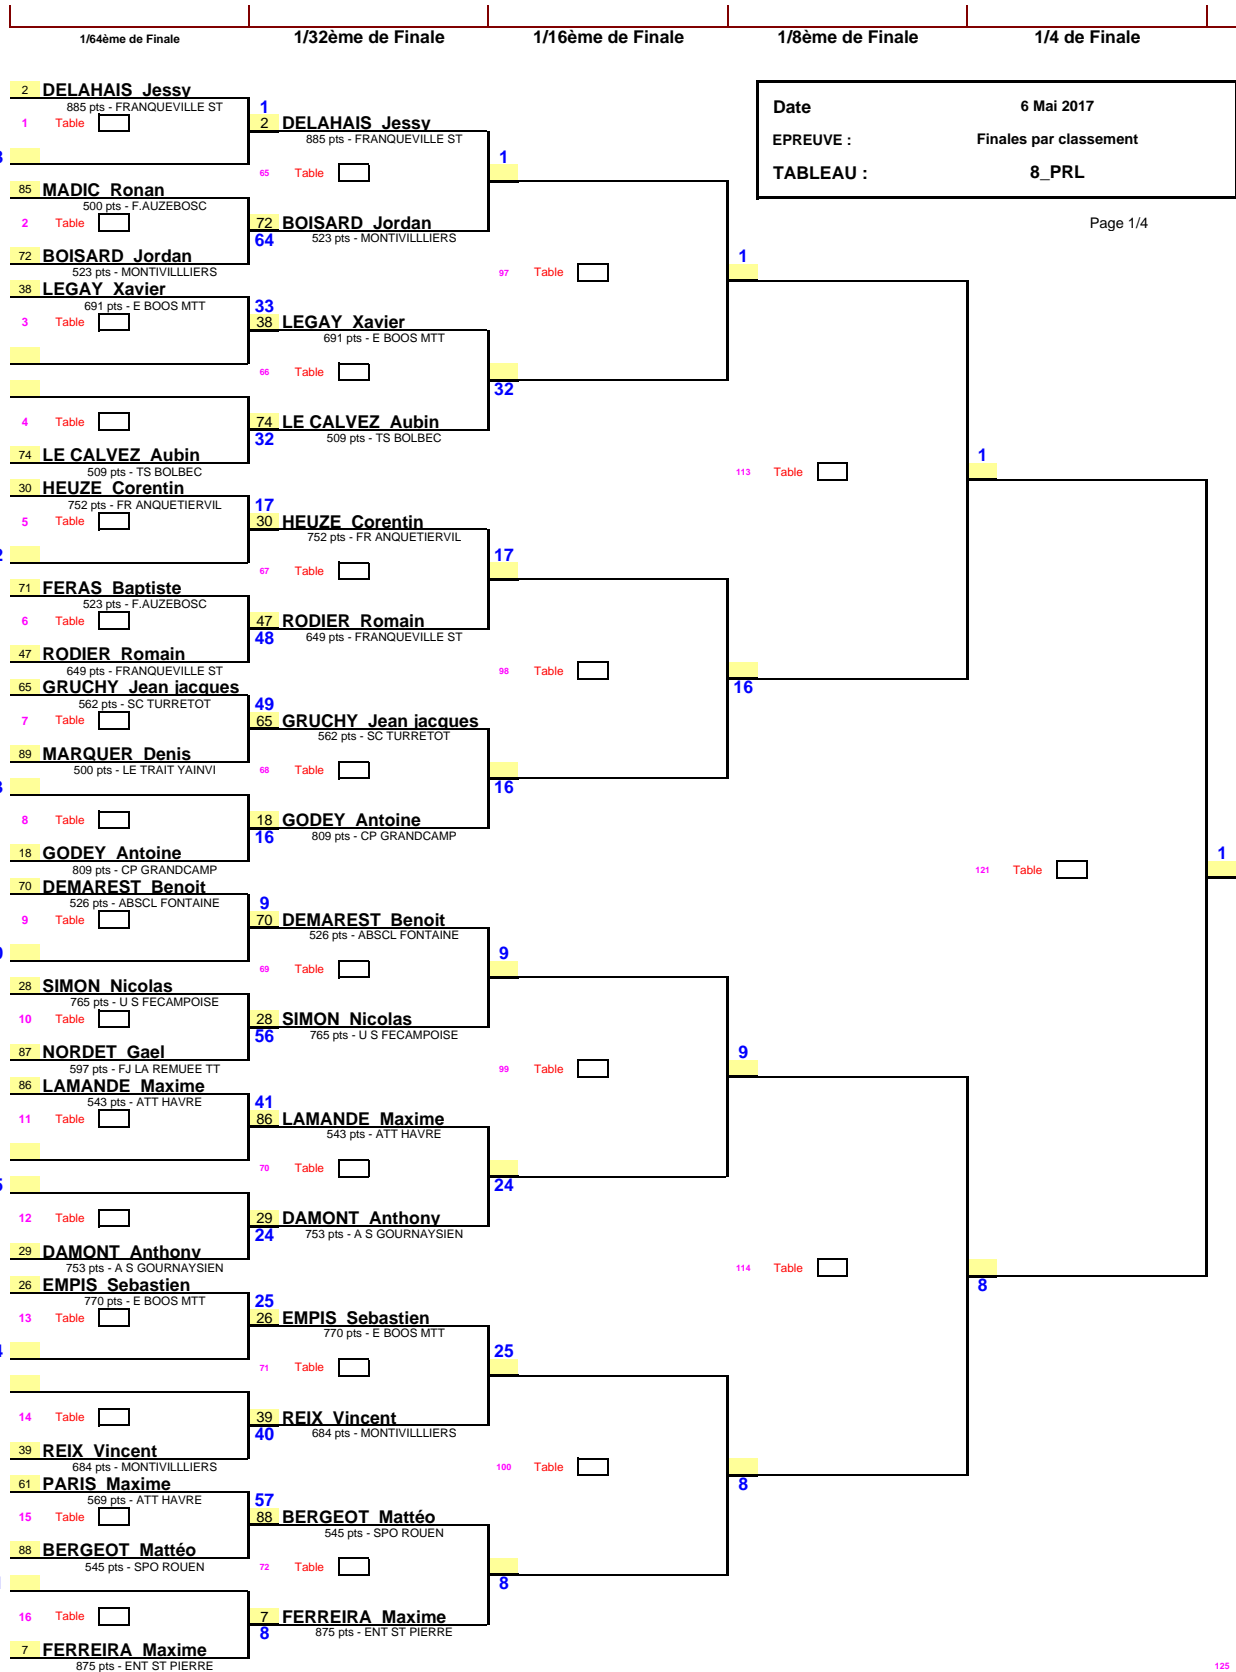 1/64ème de Finale
1/32ème de Finale
1/16ème de Finale
1/8ème de Finale
1/4 de Finale
Date 6 Mai 2017
EPREUVE : Finales par classement
TABLEAU : 8_PRL
Page 1/4
2 DELAHAIS Jessy
885 pts - FRANQUEVILLE ST
1 Table
85 MADIC Ronan
500 pts - F.AUZEBOSC
2 Table
72 BOISARD Jordan
523 pts - MONTIVILLLIERS
38 LEGAY Xavier
691 pts - E BOOS MTT
3 Table
4 Table
74 LE CALVEZ Aubin
509 pts - TS BOLBEC
30 HEUZE Corentin
752 pts - FR ANQUETIERVIL
5 Table
71 FERAS Baptiste
523 pts - F.AUZEBOSC
6 Table
47 RODIER Romain
649 pts - FRANQUEVILLE ST
65 GRUCHY Jean jacques
562 pts - SC TURRETOT
7 Table
89 MARQUER Denis
500 pts - LE TRAIT YAINVI
8 Table
18 GODEY Antoine
809 pts - CP GRANDCAMP
70 DEMAREST Benoit
526 pts - ABSCL FONTAINE
9 Table
28 SIMON Nicolas
765 pts - U S FECAMPOISE
10 Table
87 NORDET Gael
597 pts - FJ LA REMUEE TT
86 LAMANDE Maxime
543 pts - ATT HAVRE
11 Table
12 Table
29 DAMONT Anthony
753 pts - A S GOURNAYSIEN
26 EMPIS Sebastien
770 pts - E BOOS MTT
13 Table
14 Table
39 REIX Vincent
684 pts - MONTIVILLLIERS
61 PARIS Maxime
569 pts - ATT HAVRE
15 Table
88 BERGEOT Mattéo
545 pts - SPO ROUEN
16 Table
7 FERREIRA Maxime
875 pts - ENT ST PIERRE
1
2 DELAHAIS Jessy
885 pts - FRANQUEVILLE ST
65 Table
72 BOISARD Jordan
64
523 pts - MONTIVILLLIERS
33
38 LEGAY Xavier
691 pts - E BOOS MTT
66 Table
74 LE CALVEZ Aubin
32
509 pts - TS BOLBEC
17
30 HEUZE Corentin
752 pts - FR ANQUETIERVIL
67 Table
47 RODIER Romain
48
649 pts - FRANQUEVILLE ST
49
65 GRUCHY Jean jacques
562 pts - SC TURRETOT
68 Table
18 GODEY Antoine
16
809 pts - CP GRANDCAMP
9
70 DEMAREST Benoit
526 pts - ABSCL FONTAINE
69 Table
28 SIMON Nicolas
56
765 pts - U S FECAMPOISE
41
86 LAMANDE Maxime
543 pts - ATT HAVRE
70 Table
29 DAMONT Anthony
24
753 pts - A S GOURNAYSIEN
25
26 EMPIS Sebastien
770 pts - E BOOS MTT
71 Table
39 REIX Vincent
40
684 pts - MONTIVILLLIERS
57
88 BERGEOT Mattéo
545 pts - SPO ROUEN
72 Table
7 FERREIRA Maxime
8
875 pts - ENT ST PIERRE
1
97 Table
32
17
98 Table
16
9
99 Table
24
25
100 Table
8
1
113 Table
16
9
114 Table
8
1
121 Table
8
1
125